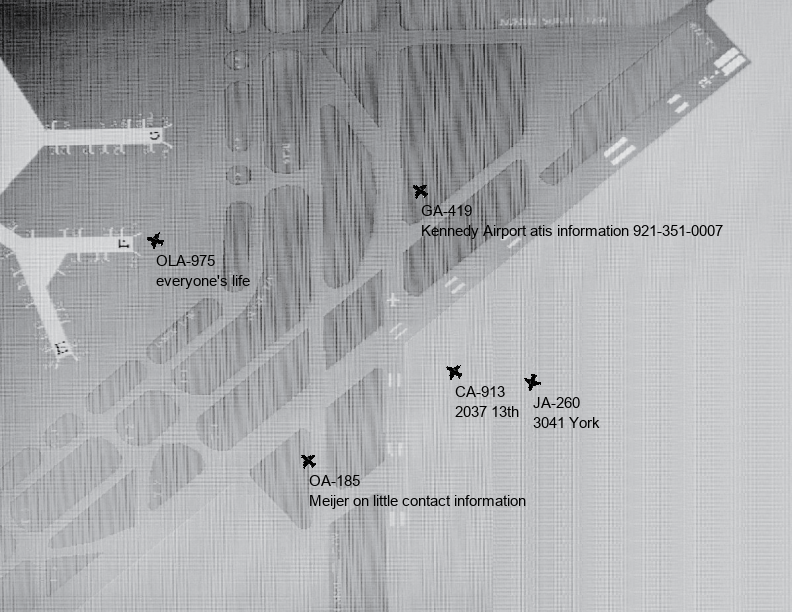 G
GA-419
Kennedy Airport atis information 921-351-0007
F
OLA-975
everyone's life
CA-913
2037 13th
JA-260
3041 York
OA-185
Meijer on little contact information